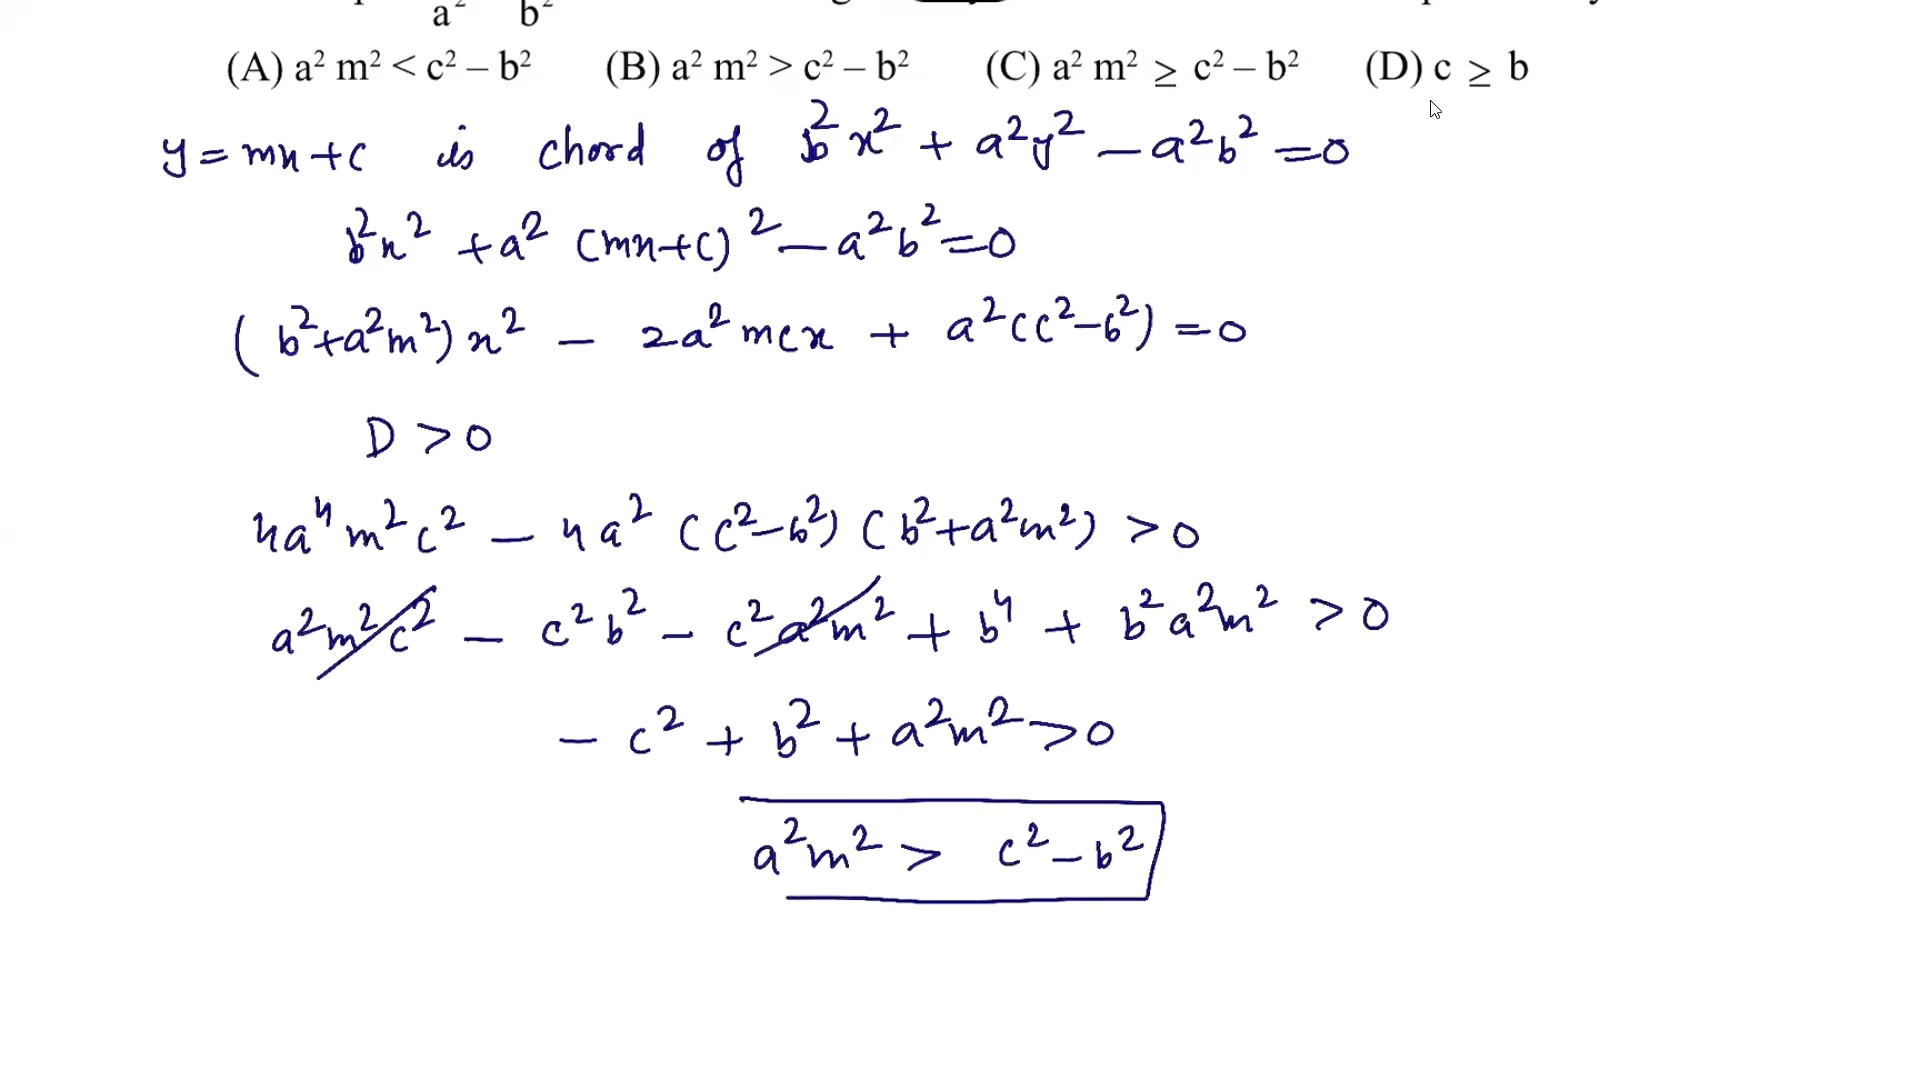 a² b²
(A) a² m² < c² – b² (B) a² m² > c² – b² (C) a² m² ≥ c² – b² (D) c ≥ b
y = mx + c is chord of b²x² + a²y² – a²b² = 0
b²x² + a² (mx+c)² – a²b² = 0
(b²+a²m²)x² – 2a²mcx + a²(c²–b²) = 0
D > 0
4a⁴m²c² – 4a² (c²–b²) (b²+a²m²) > 0
a²m²c² – c²b² – c²a²m² + b⁴ + b²a²m² > 0
– c² + b² + a²m² > 0
a²m² > c² – b²